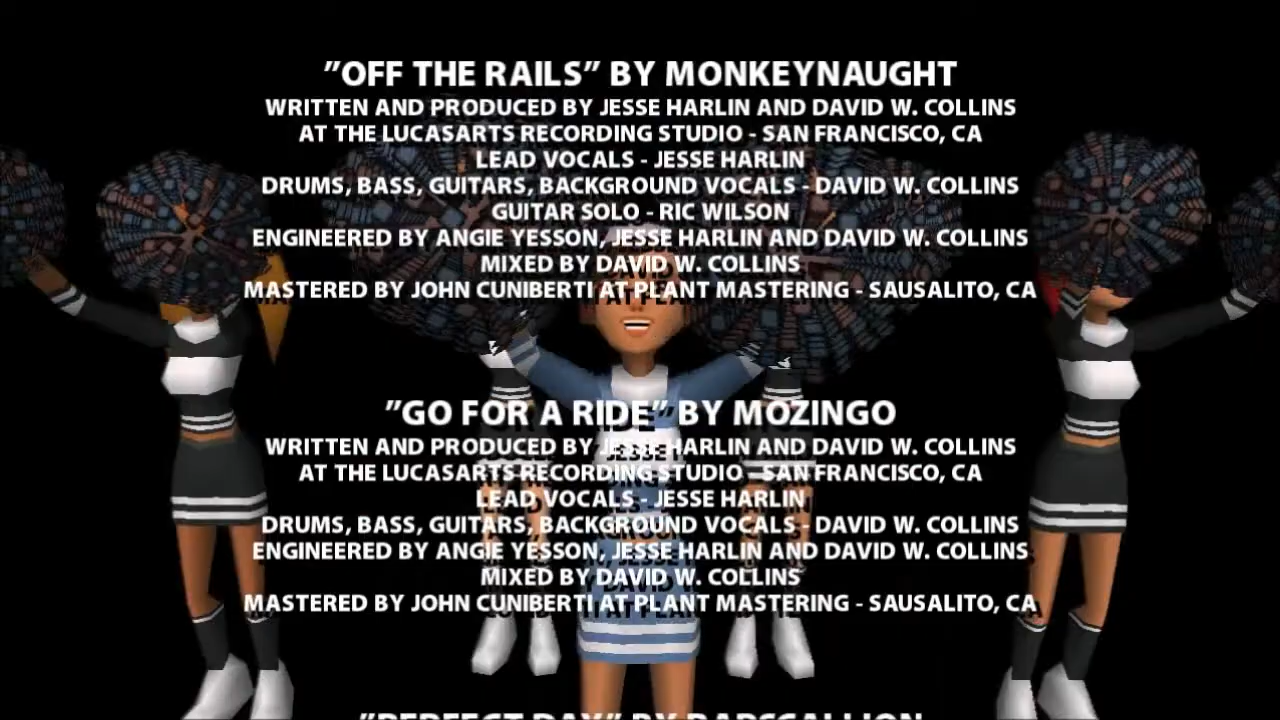 "OFF THE RAILS" BY MONKEYNAUGHT
WRITTEN AND PRODUCED BY JESSE HARLIN AND DAVID W. COLLINS
AT THE LUCASARTS RECORDING STUDIO - SAN FRANCISCO, CA
LEAD VOCALS - JESSE HARLIN
DRUMS, BASS, GUITARS, BACKGROUND VOCALS - DAVID W. COLLINS
GUITAR SOLO - RIC WILSON
ENGINEERED BY ANGIE YESSON, JESSE HARLIN AND DAVID W. COLLINS
MIXED BY DAVID W. COLLINS
MASTERED BY JOHN CUNIBERTI AT PLANT MASTERING - SAUSALITO, CA
"GO FOR A RIDE" BY MOZINGO
WRITTEN AND PRODUCED BY JESSE HARLIN AND DAVID W. COLLINS
AT THE LUCASARTS RECORDING STUDIO - SAN FRANCISCO, CA
LEAD VOCALS - JESSE HARLIN
DRUMS, BASS, GUITARS, BACKGROUND VOCALS - DAVID W. COLLINS
ENGINEERED BY ANGIE YESSON, JESSE HARLIN AND DAVID W. COLLINS
MIXED BY DAVID W. COLLINS
MASTERED BY JOHN CUNIBERTI AT PLANT MASTERING - SAUSALITO, CA
"PERFECT DAY" BY RAPSCALLION